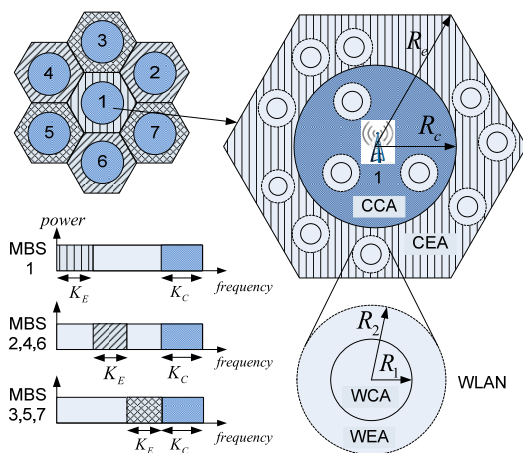 3
4
2
1
5
7
6
R_e
R_c
1
CCA
CEA
power
MBS
1
K_E
K_C
frequency
MBS
2,4,6
K_E
K_C
frequency
MBS
3,5,7
K_E
K_C
frequency
R_2
R_1
WCA
WEA
WLAN